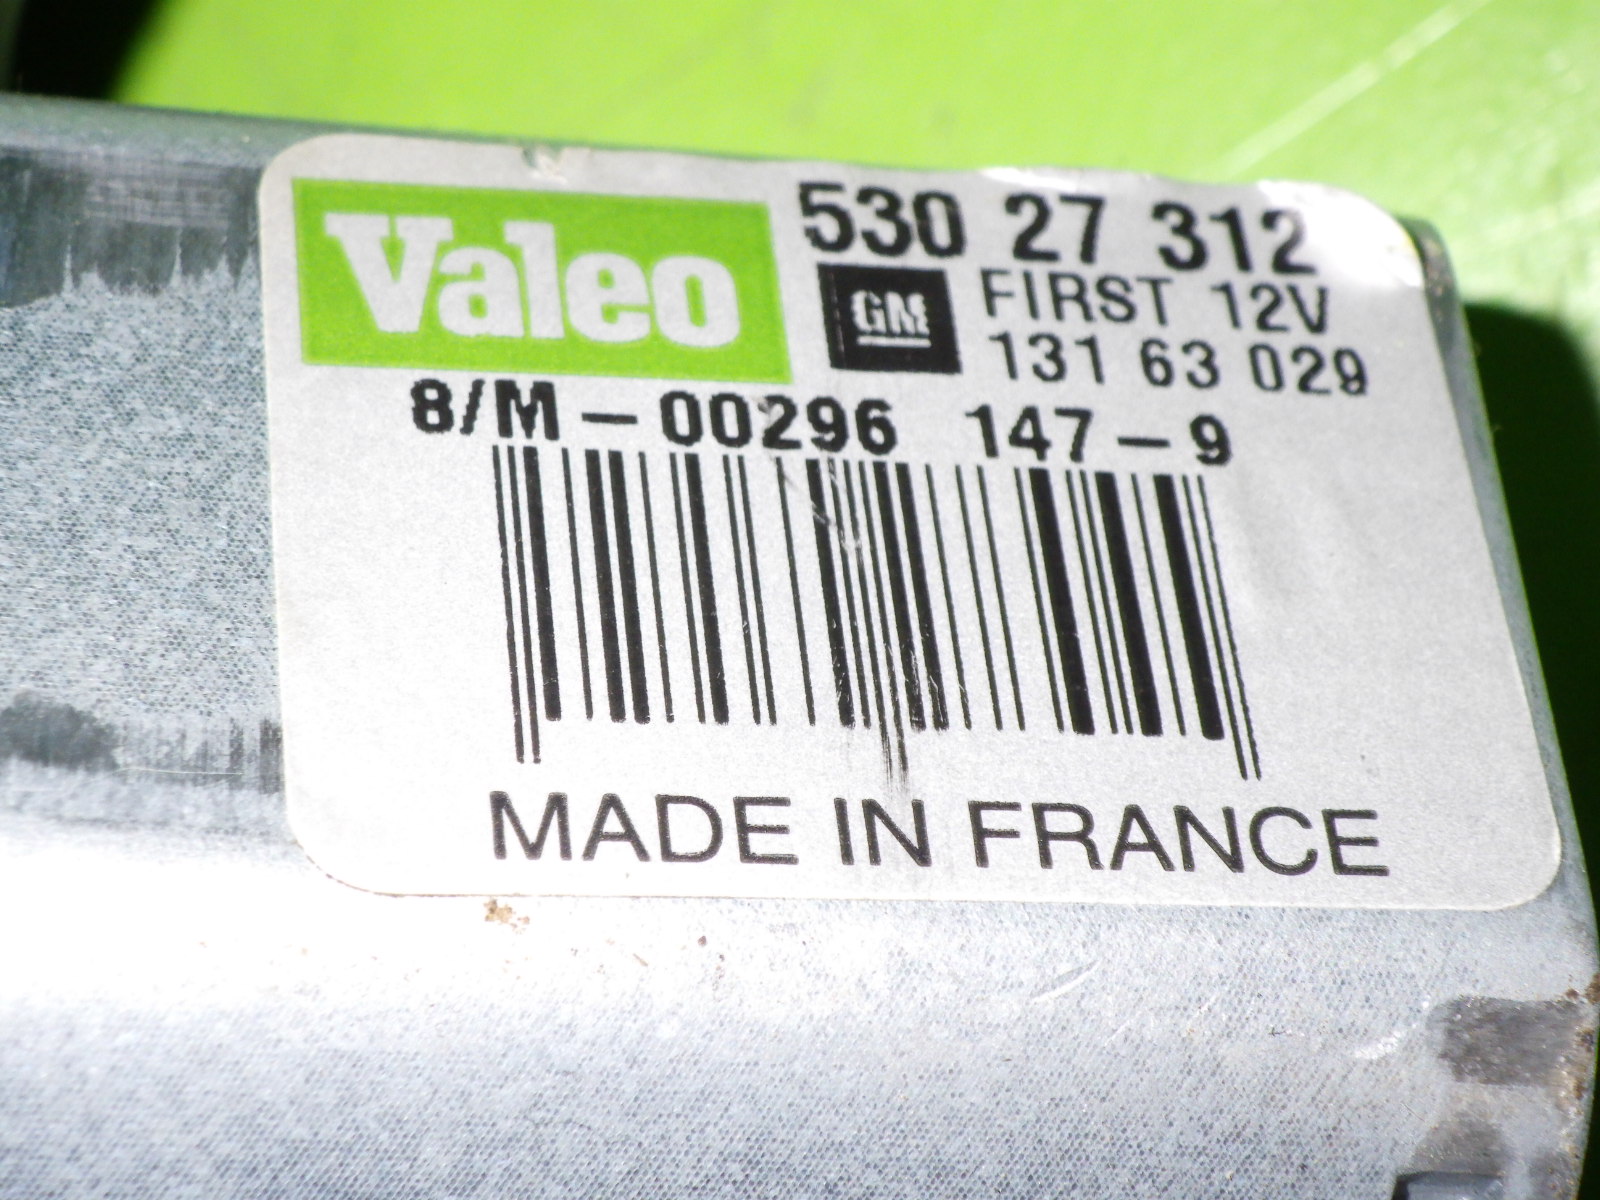 Valeo
530 27 312
GM
FIRST 12V
131 63 029
8/M-00296 147-9
MADE IN FRANCE